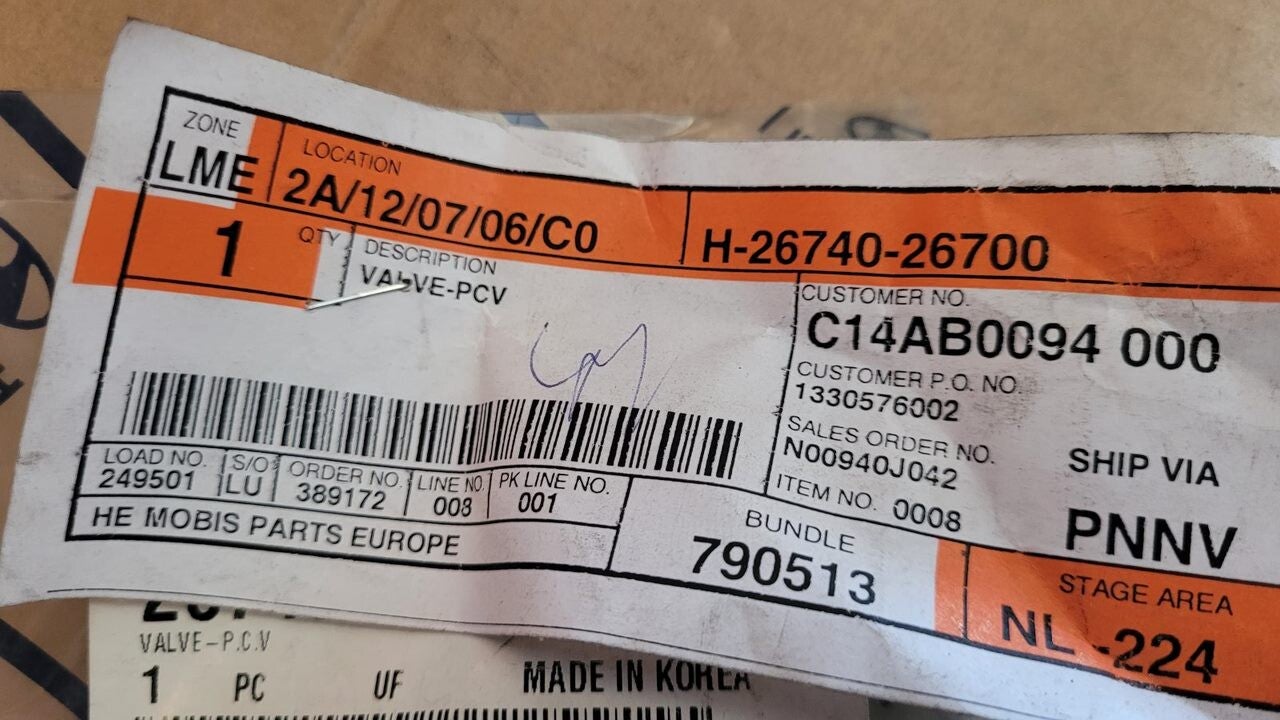 ZONE
LME
LOCATION
2A/12/07/06/C0
H-26740-26700
1
QTY
DESCRIPTION
VALVE-PCV
CUSTOMER NO.
C14AB0094 000
CUSTOMER P.O. NO.
1330576002
SALES ORDER NO.
N00940J042
ITEM NO. 0008
SHIP VIA
PNNV
LOAD NO.
249501
S/O
LU
ORDER NO.
389172
LINE NO.
008
PK LINE NO.
001
HE MOBIS PARTS EUROPE
BUNDLE
790513
STAGE AREA
NL -224
VALVE-P.C.V
1 PC UF MADE IN KOREA